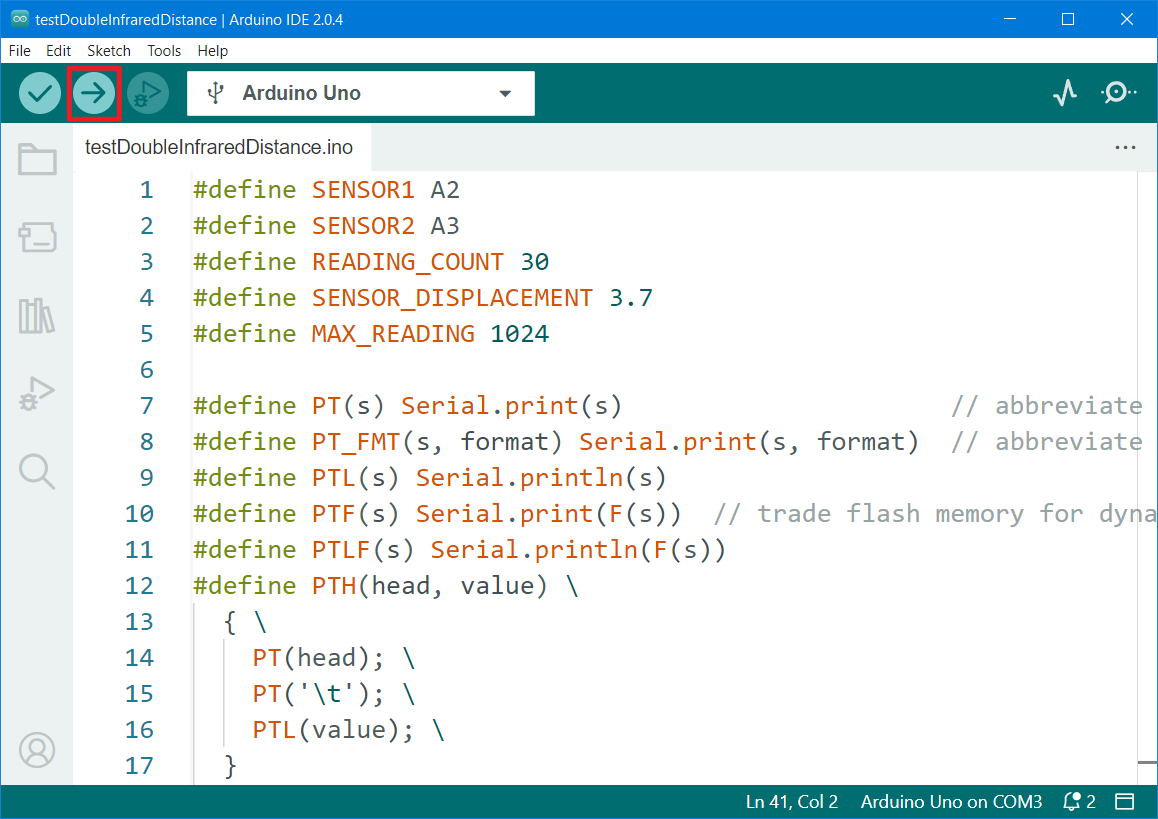 testDoubleInfraredDistance | Arduino IDE 2.0.4
File Edit Sketch Tools Help
Arduino Uno
testDoubleInfraredDistance.ino
1 #define SENSOR1 A2
2 #define SENSOR2 A3
3 #define READING_COUNT 30
4 #define SENSOR_DISPLACEMENT 3.7
5 #define MAX_READING 1024
6
7 #define PT(s) Serial.print(s) // abbreviate
8 #define PT_FMT(s, format) Serial.print(s, format) // abbreviate
9 #define PTL(s) Serial.println(s)
10 #define PTF(s) Serial.print(F(s)) // trade flash memory for dyna
11 #define PTLF(s) Serial.println(F(s))
12 #define PTH(head, value) \
13 { \
14 PT(head); \
15 PT('\t'); \
16 PTL(value); \
17 }
Ln 41, Col 2 Arduino Uno on COM3 2